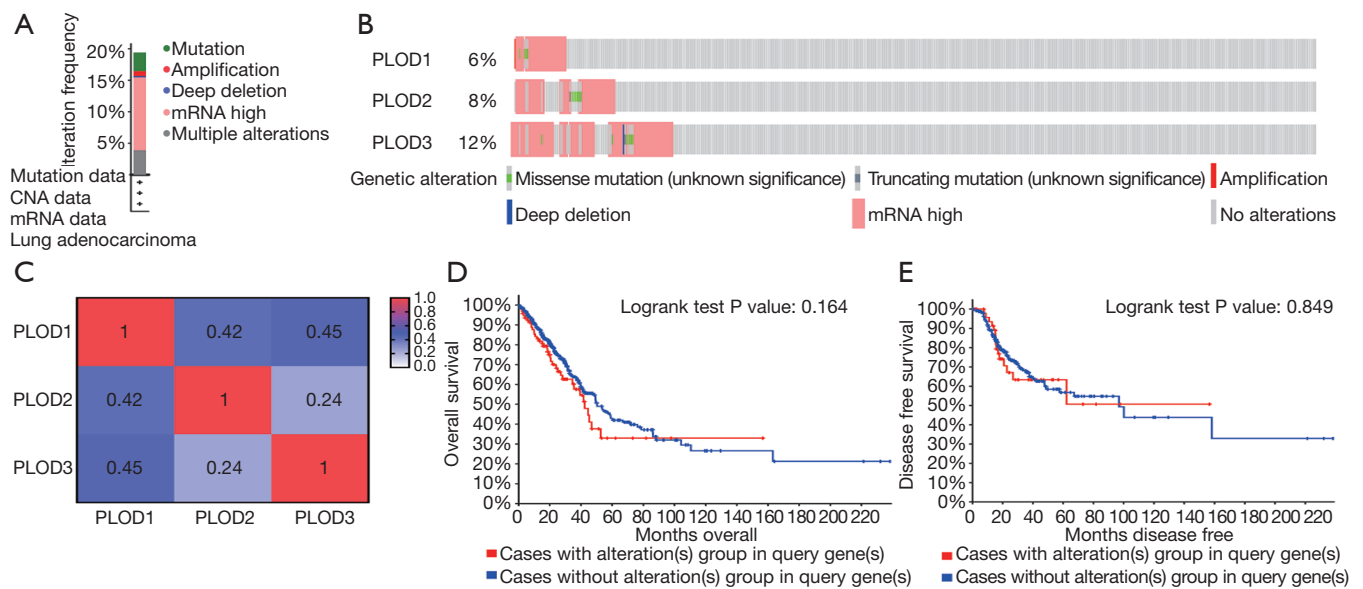 A
Alteration frequency
20%
15%
10%
5%
Mutation
Amplification
Deep deletion
mRNA high
Multiple alterations
Mutation data
CNA data
mRNA data
Lung adenocarcinoma
+
+
+
B
PLOD1 6%
PLOD2 8%
PLOD3 12%
Genetic alteration Missense mutation (unknown significance) Truncating mutation (unknown significance) Amplification
Deep deletion mRNA high No alterations
C
PLOD1 1 0.42 0.45
PLOD2 0.42 1 0.24
PLOD3 0.45 0.24 1
PLOD1 PLOD2 PLOD3
1.0
0.8
0.6
0.4
0.2
0.0
D
Logrank test P value: 0.164
Overall survival
100%
90%
80%
70%
60%
50%
40%
30%
20%
10%
0%
0 20 40 60 80 100 120 140 160 180 200 220
Months overall
Cases with alteration(s) group in query gene(s)
Cases without alteration(s) group in query gene(s)
E
Logrank test P value: 0.849
Disease free survival
100%
90%
80%
70%
60%
50%
40%
30%
20%
10%
0%
0 20 40 60 80 100 120 140 160 180 200 220
Months disease free
Cases with alteration(s) group in query gene(s)
Cases without alteration(s) group in query gene(s)